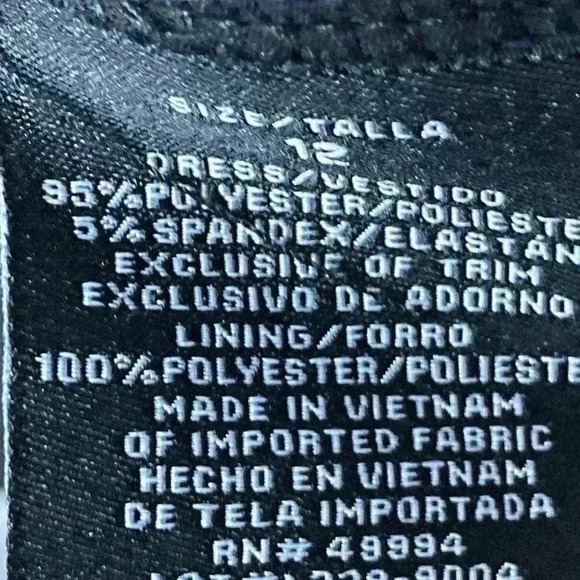 SIZE/TALLA
12
DRESS/VESTIDO
95%POLYESTER/POLIESTE
5%SPANDEX/ELASTAN
EXCLUSIVE OF TRIM
EXCLUSIVO DE ADORNO
LINING/FORRO
100%POLYESTER/POLIESTE
MADE IN VIETNAM
OF IMPORTED FABRIC
HECHO EN VIETNAM
DE TELA IMPORTADA
RN# 49994